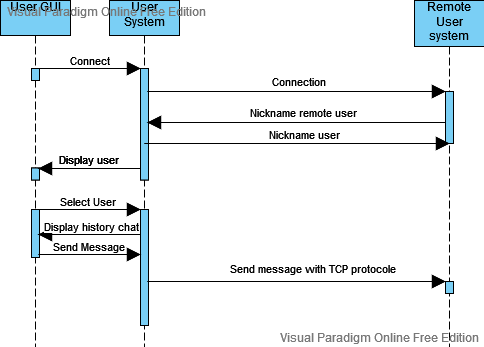 Visual Paradigm Online Free Edition
User GUI
User
System
Remote
User
system
Connect
Connection
Nickname remote user
Nickname user
Display user
Select User
Display history chat
Send Message
Send message with TCP protocole
Visual Paradigm Online Free Edition